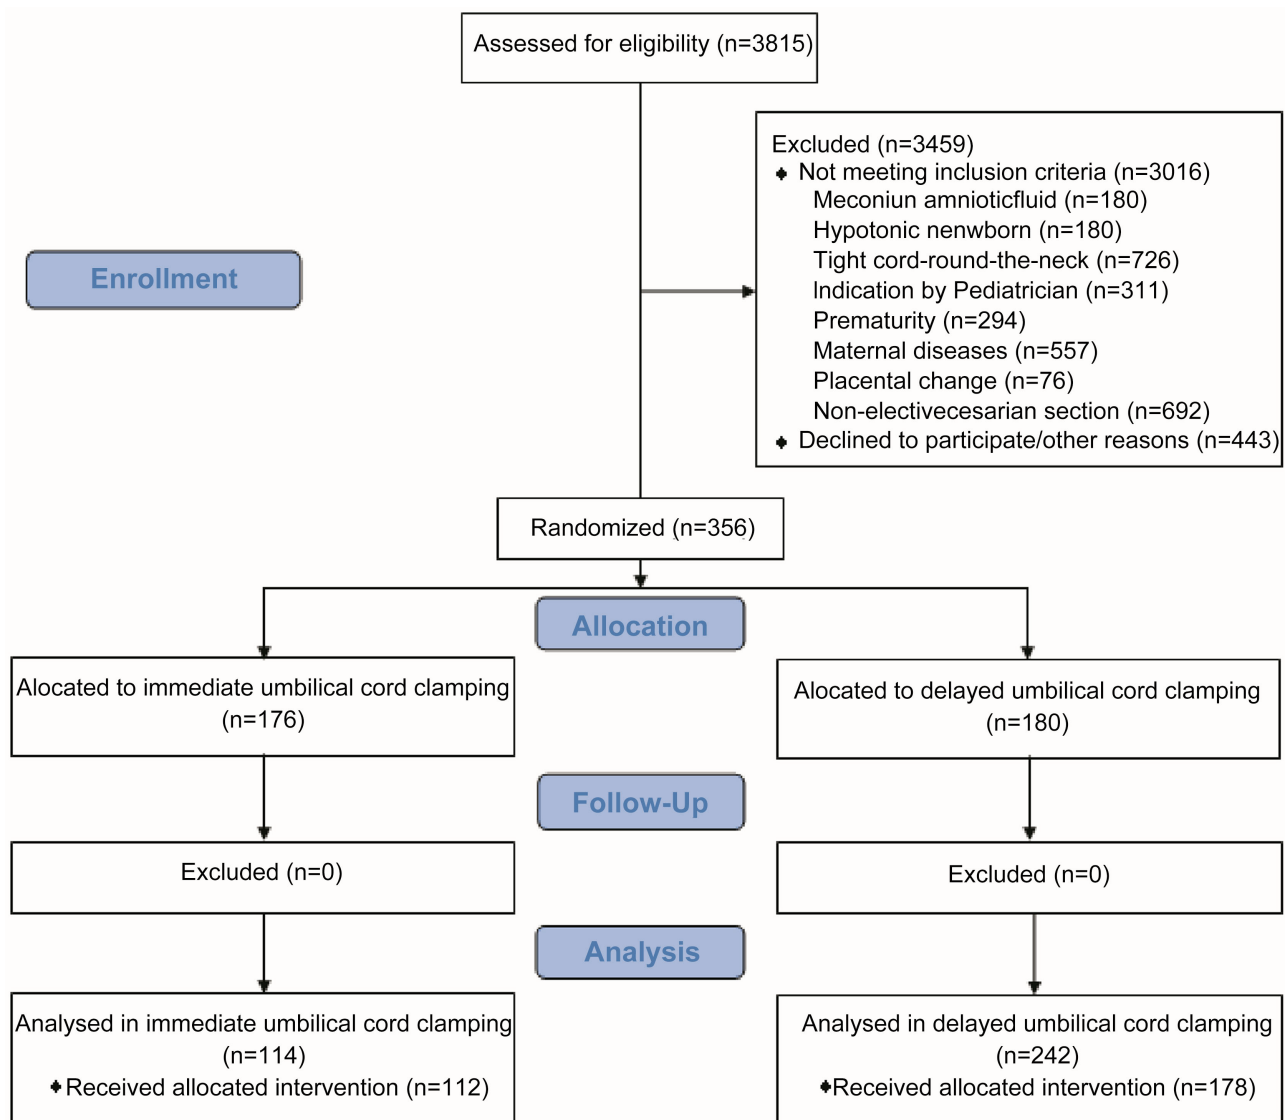 Assessed for eligibility (n=3815)
Excluded (n=3459)
Not meeting inclusion criteria (n=3016)
Meconiun amnioticfluid (n=180)
Hypotonic nenwborn (n=180)
Tight cord-round-the-neck (n=726)
Indication by Pediatrician (n=311)
Prematurity (n=294)
Maternal diseases (n=557)
Placental change (n=76)
Non-electivecesarian section (n=692)
Declined to participate/other reasons (n=443)
Enrollment
Randomized (n=356)
Allocation
Alocated to immediate umbilical cord clamping
(n=176)
Alocated to delayed umbilical cord clamping
(n=180)
Follow-Up
Excluded (n=0)
Excluded (n=0)
Analysis
Analysed in immediate umbilical cord clamping
(n=114)
Received allocated intervention (n=112)
Analysed in delayed umbilical cord clamping
(n=242)
Received allocated intervention (n=178)